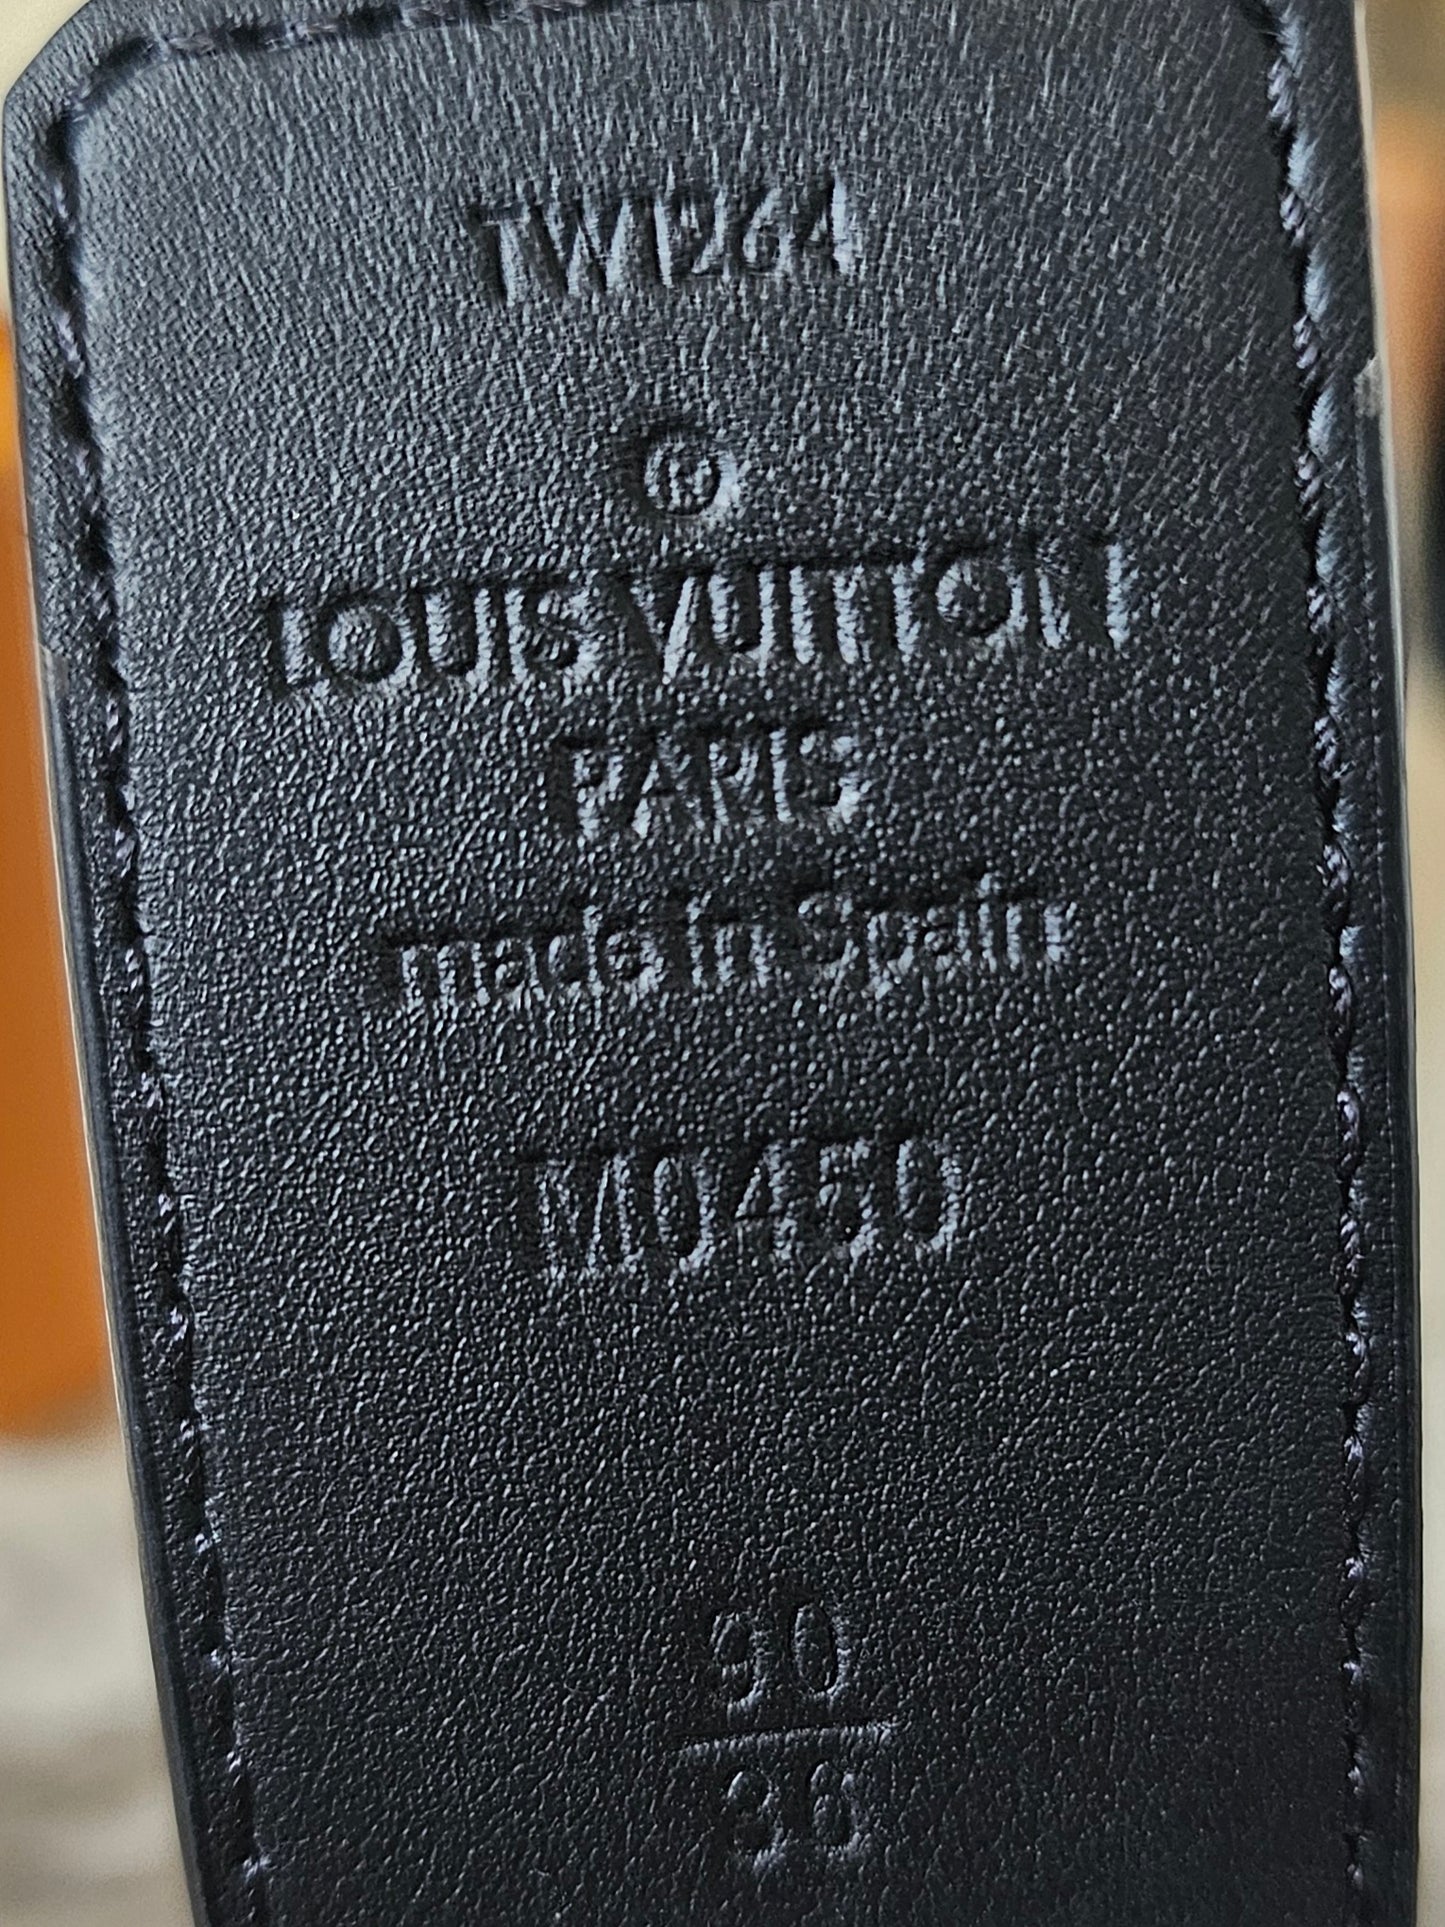 TW1264
®
LOUIS VUITTON
PARIS
made in Spain
M0450
90
36